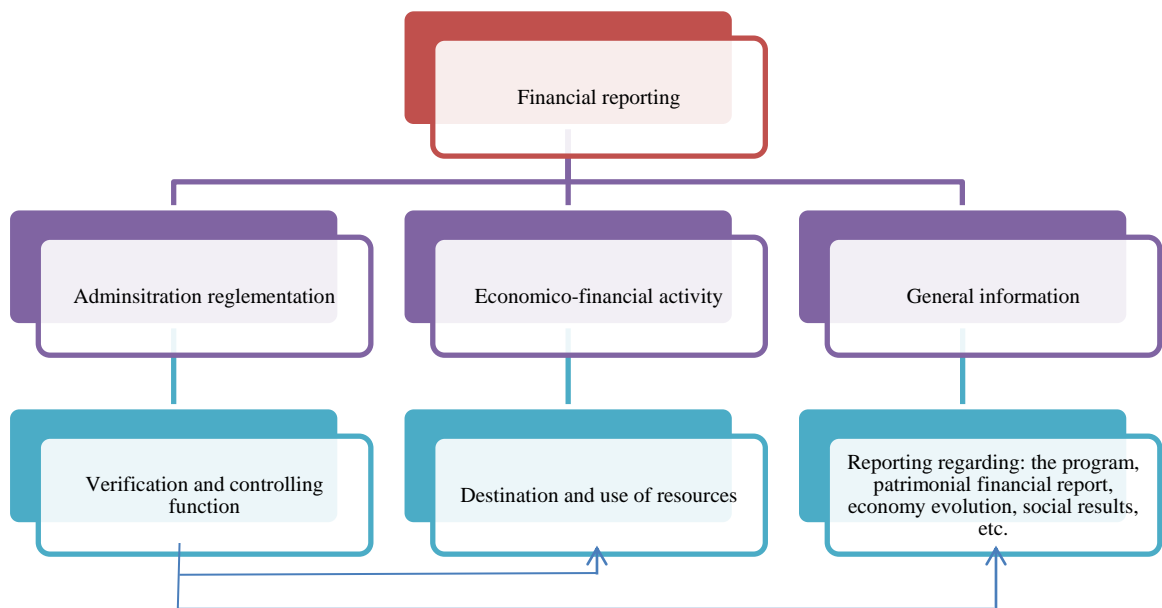 Financial reporting
Adminsitration reglementation
Economico-financial activity
General information
Verification and controlling
function
Destination and use of resources
Reporting regarding: the program,
patrimonial financial report,
economy evolution, social results,
etc.